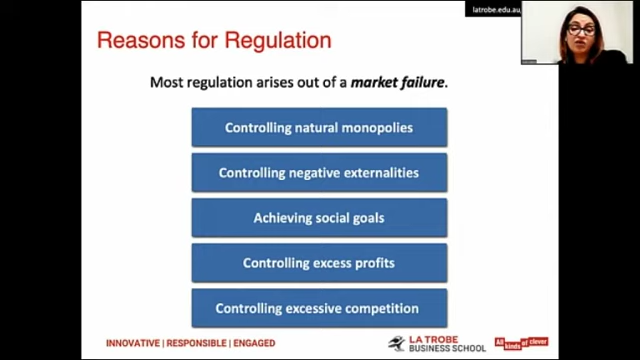 latrobe.edu.au
Reasons for Regulation
Most regulation arises out of a market failure.
Controlling natural monopolies
Controlling negative externalities
Achieving social goals
Controlling excess profits
Controlling excessive competition
INNOVATIVE | RESPONSIBLE | ENGAGED
LA TROBE
BUSINESS SCHOOL
All
kinds of clever